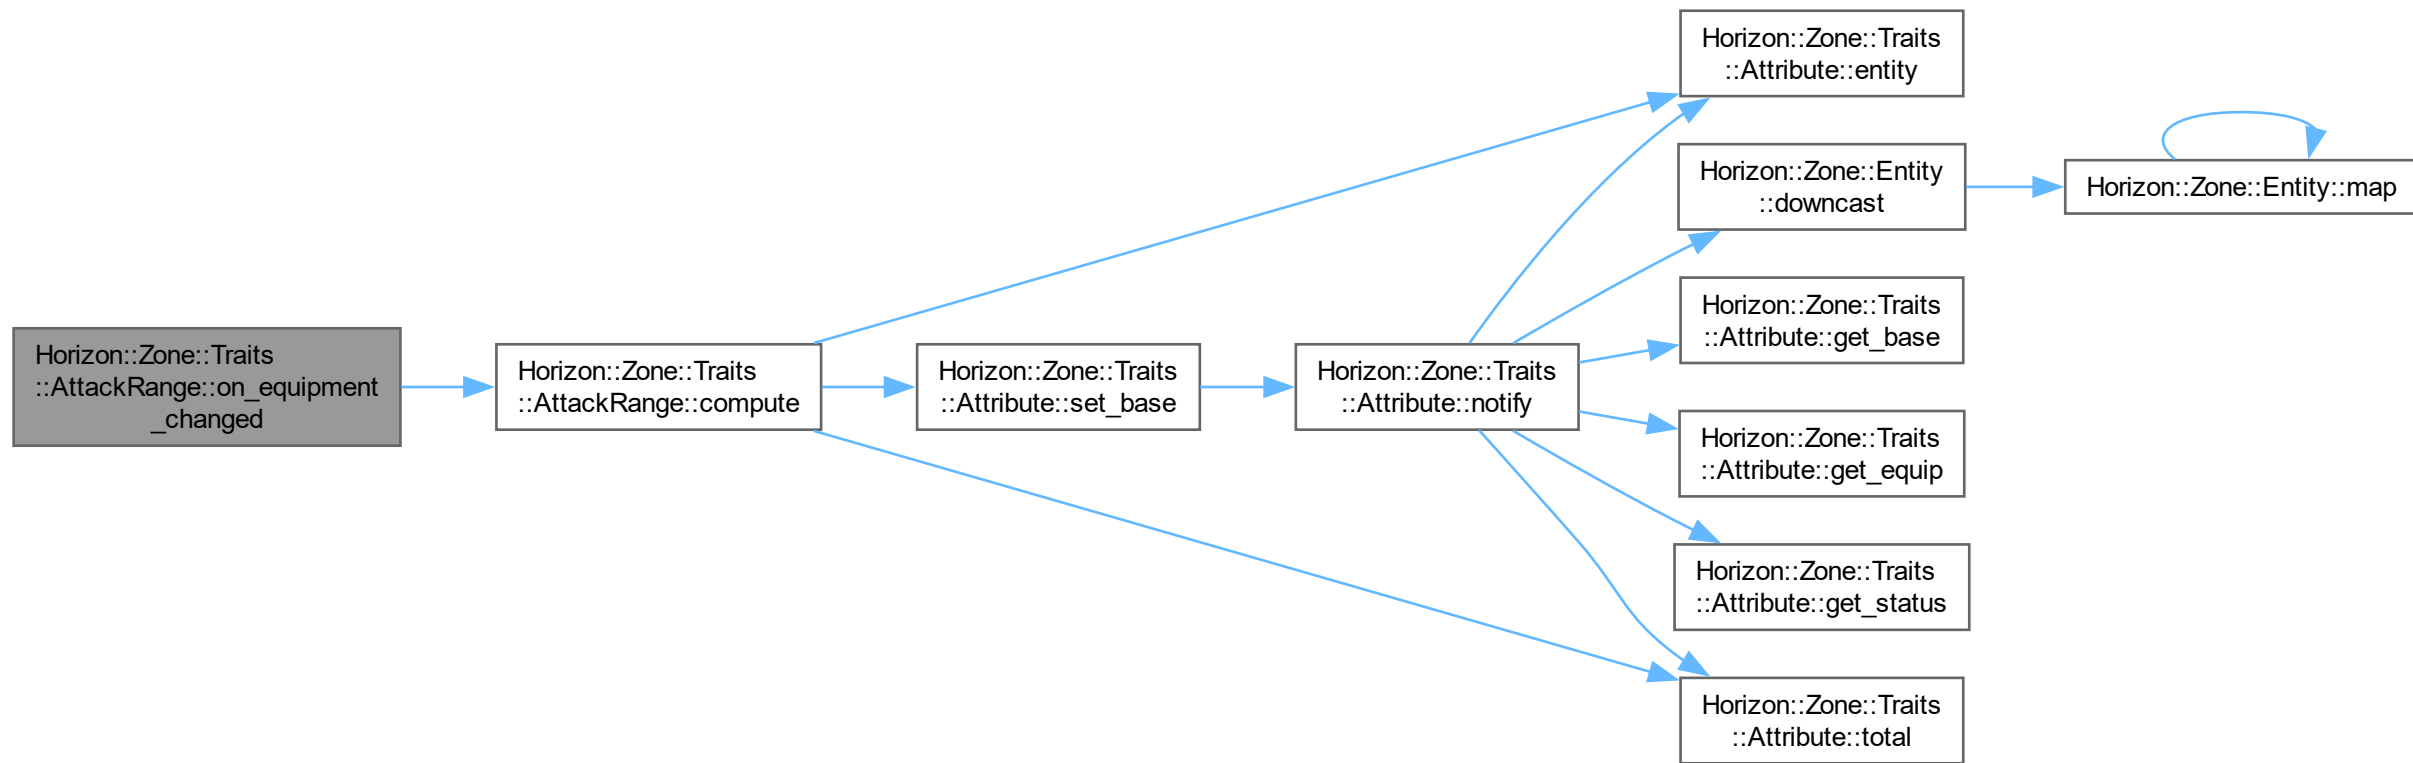 Horizon::Zone::Traits
::AttackRange::on_equipment
_changed
Horizon::Zone::Traits
::AttackRange::compute
Horizon::Zone::Traits
::Attribute::set_base
Horizon::Zone::Traits
::Attribute::notify
Horizon::Zone::Traits
::Attribute::entity
Horizon::Zone::Entity
::downcast
Horizon::Zone::Entity::map
Horizon::Zone::Traits
::Attribute::get_base
Horizon::Zone::Traits
::Attribute::get_equip
Horizon::Zone::Traits
::Attribute::get_status
Horizon::Zone::Traits
::Attribute::total